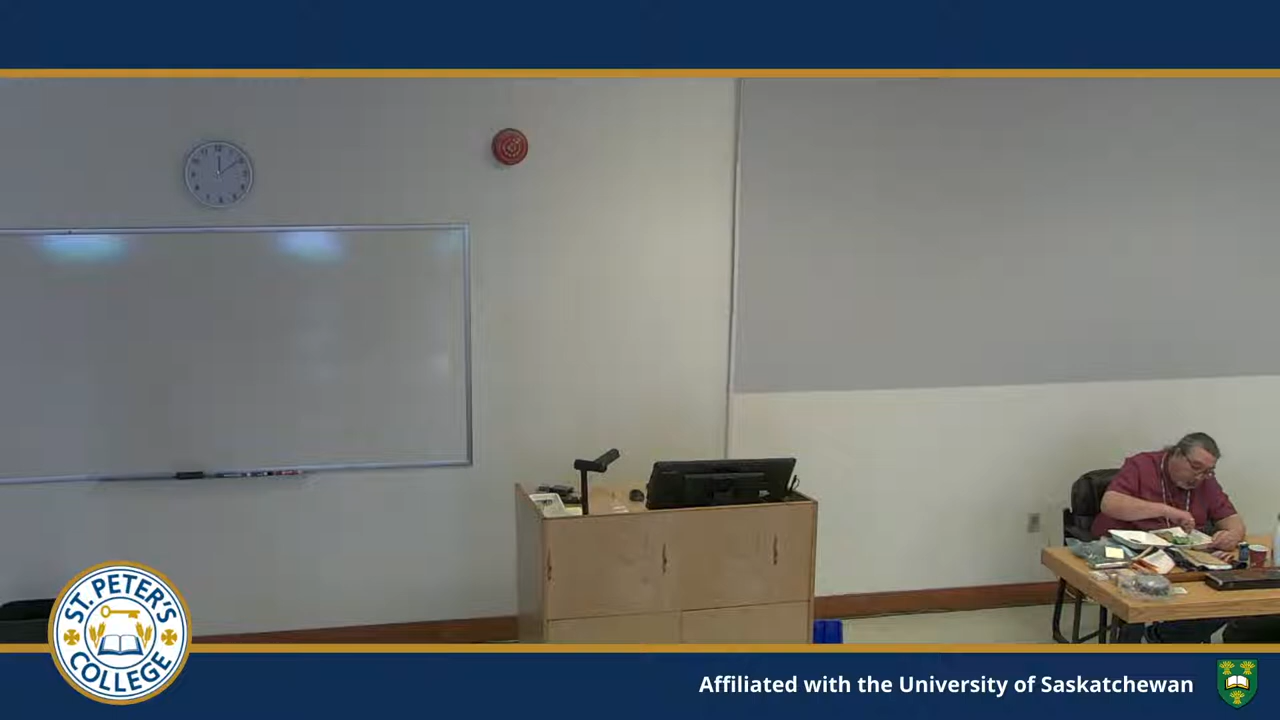 ST. PETER'S
COLLEGE
Affiliated with the University of Saskatchewan